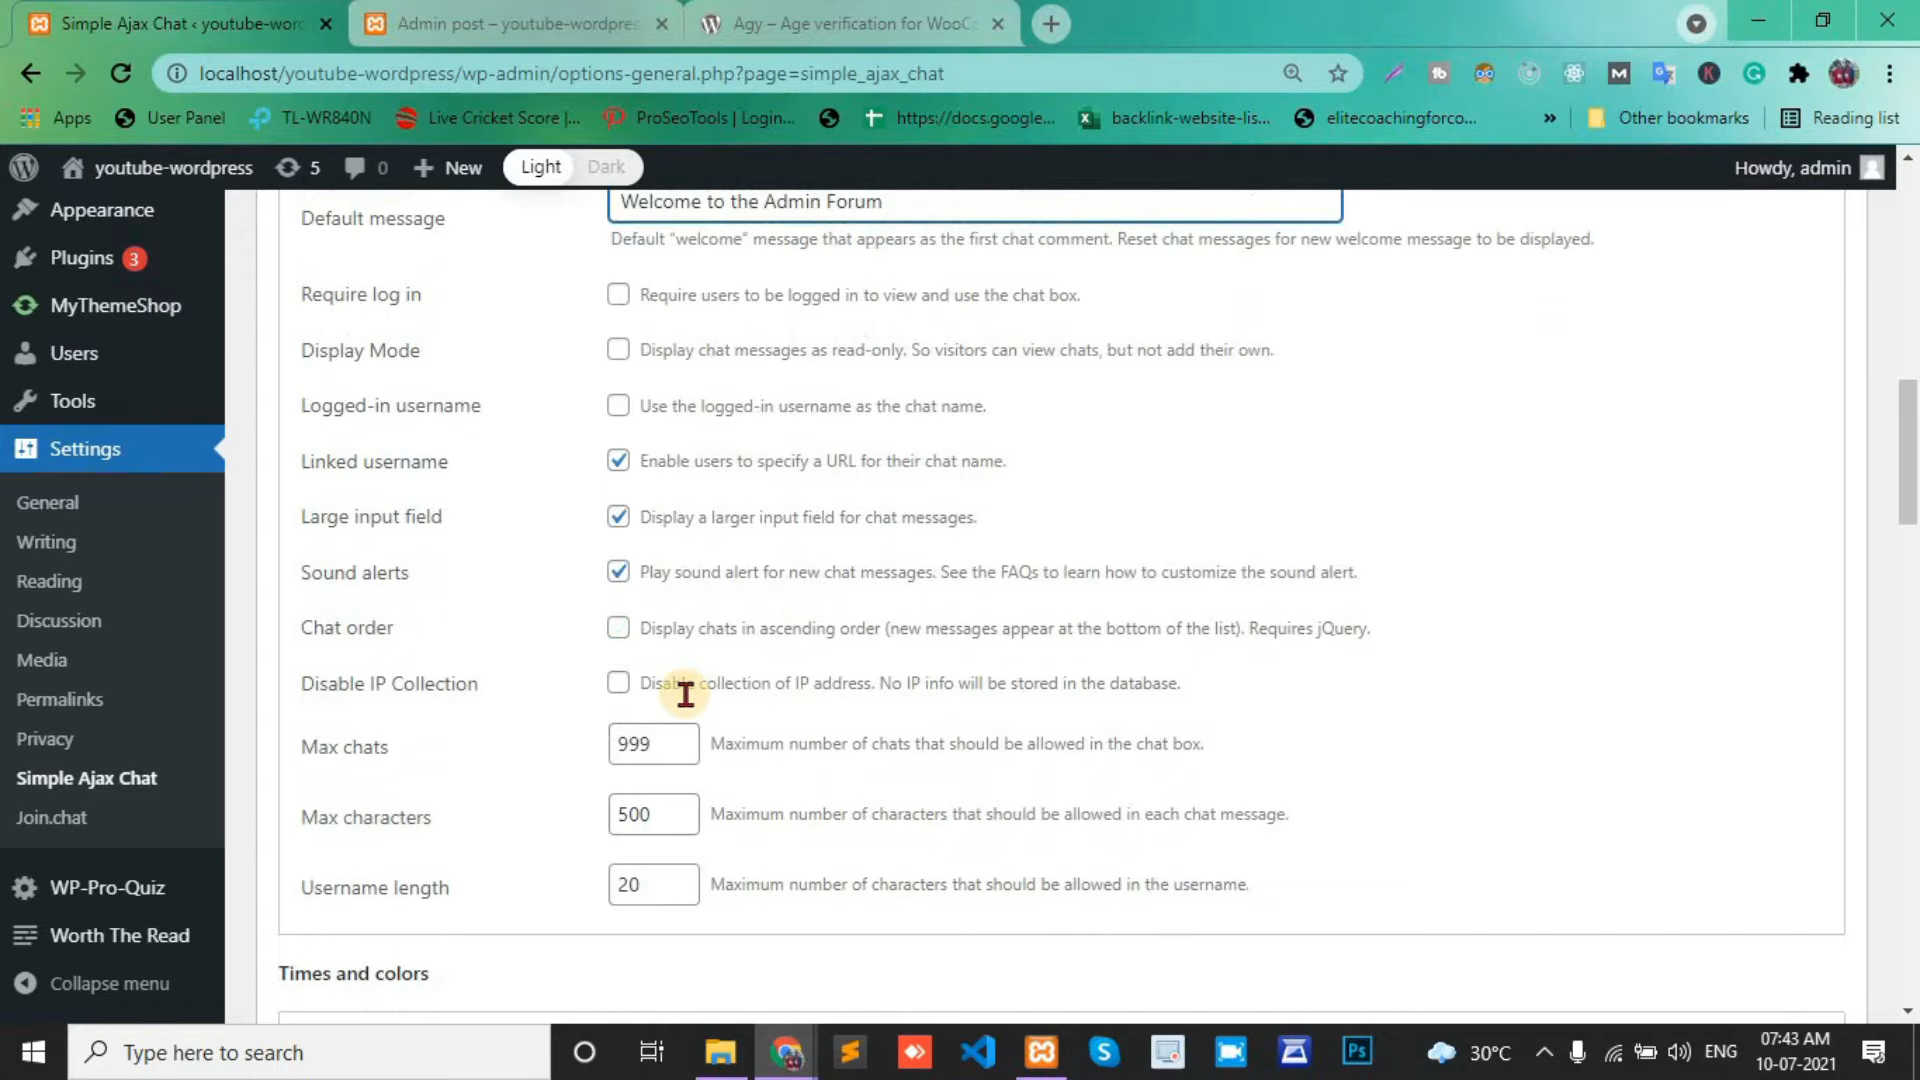 Simple Ajax Chat ‹ youtube-wor
Admin post – youtube-wordpres
Agy – Age verification for WooCo
localhost/youtube-wordpress/wp-admin/options-general.php?page=simple_ajax_chat
Apps
User Panel
TL-WR840N
Live Cricket Score |...
ProSeoTools | Login...
https://docs.google...
backlink-website-lis...
elitecoachingforco...
»
Other bookmarks
Reading list
youtube-wordpress
5
0
New
Light
Dark
Howdy, admin
Appearance
Plugins 3
MyThemeShop
Users
Tools
Settings
General
Writing
Reading
Discussion
Media
Permalinks
Privacy
Simple Ajax Chat
Join.chat
WP-Pro-Quiz
Worth The Read
Collapse menu
Default message
Welcome to the Admin Forum
Default “welcome” message that appears as the first chat comment. Reset chat messages for new welcome message to be displayed.
Require log in
Require users to be logged in to view and use the chat box.
Display Mode
Display chat messages as read-only. So visitors can view chats, but not add their own.
Logged-in username
Use the logged-in username as the chat name.
Linked username
Enable users to specify a URL for their chat name.
Large input field
Display a larger input field for chat messages.
Sound alerts
Play sound alert for new chat messages. See the FAQs to learn how to customize the sound alert.
Chat order
Display chats in ascending order (new messages appear at the bottom of the list). Requires jQuery.
Disable IP Collection
Disable collection of IP address. No IP info will be stored in the database.
Max chats
999
Maximum number of chats that should be allowed in the chat box.
Max characters
500
Maximum number of characters that should be allowed in each chat message.
Username length
20
Maximum number of characters that should be allowed in the username.
Times and colors
Type here to search
Ps
30°C
ENG
07:43 AM
10-07-2021